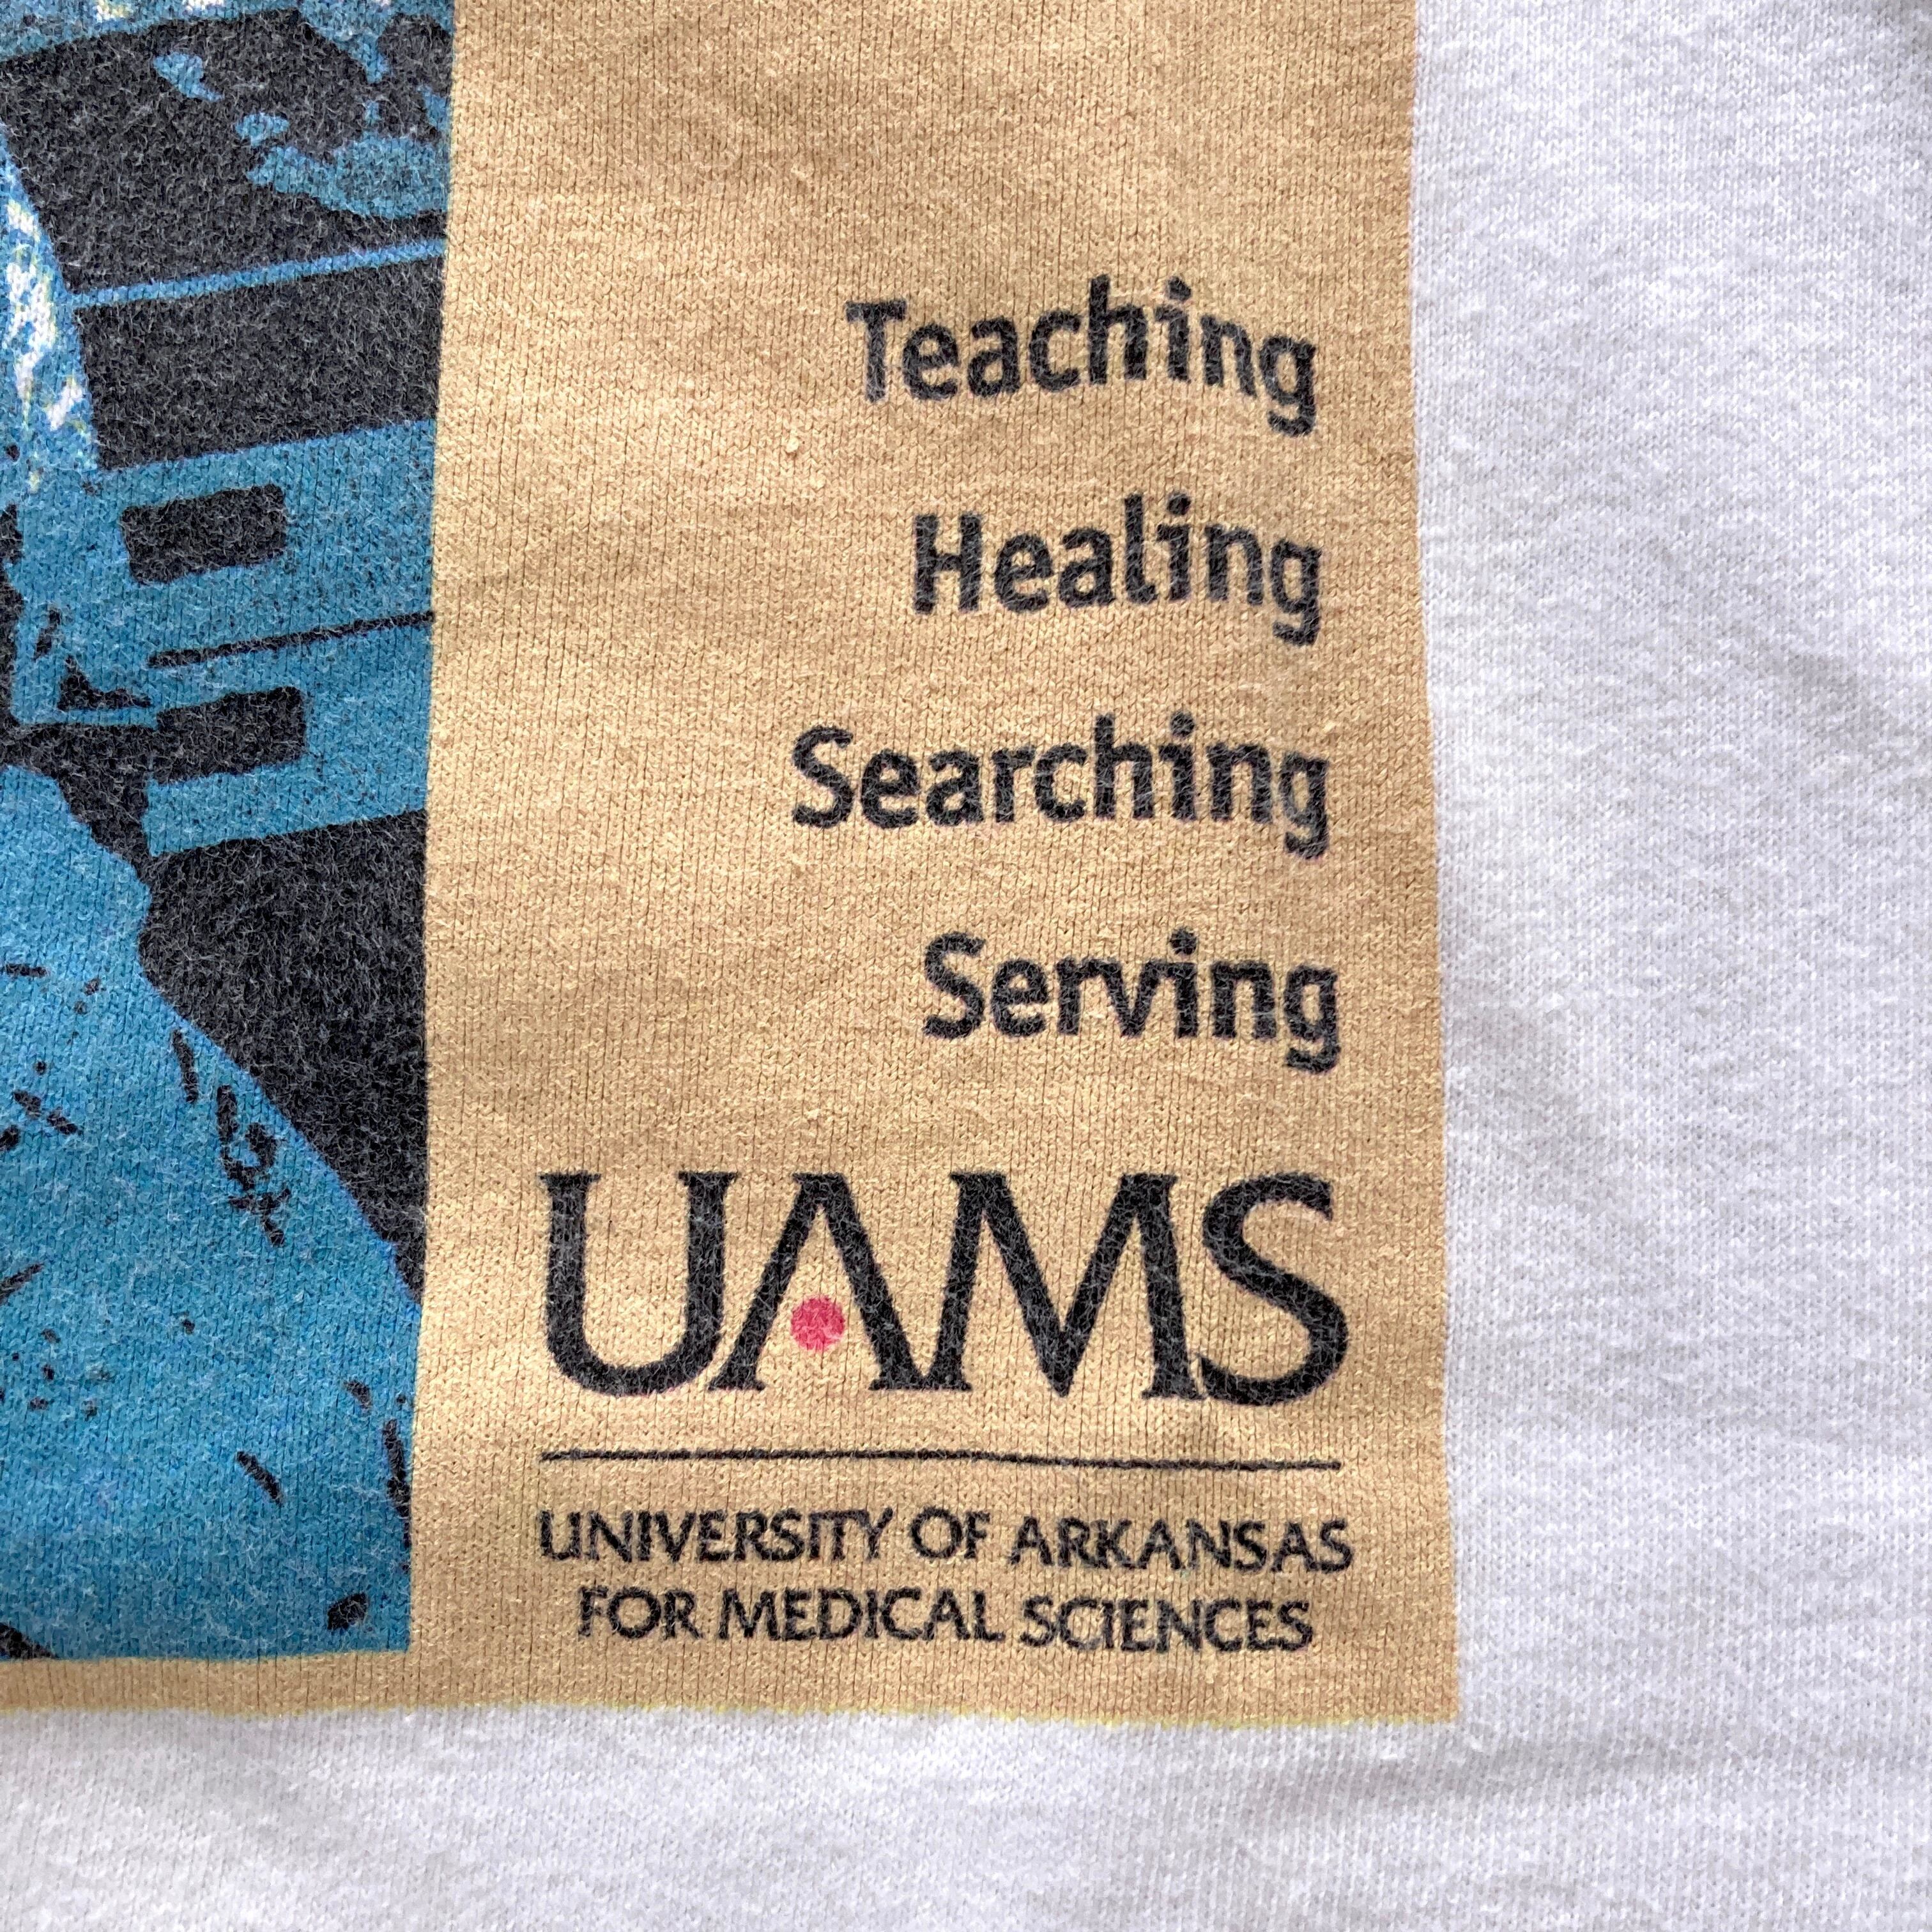 Teaching
Healing
Searching
Serving
UAMS
UNIVERSITY OF ARKANSAS
FOR MEDICAL SCIENCES